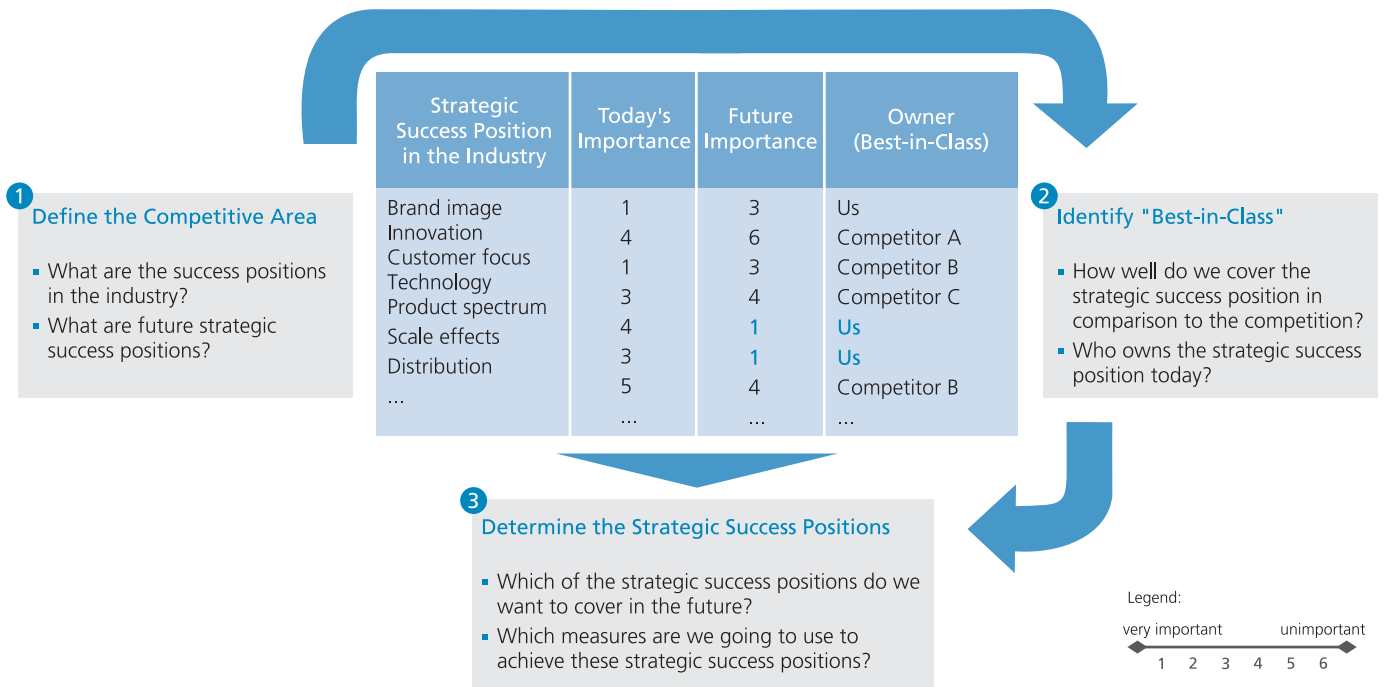 Strategic
Success Position
in the Industry
Today's
Importance
Future
Importance
Owner
(Best-in-Class)
Brand image
Innovation
Customer focus
Technology
Product spectrum
Scale effects
Distribution
...
1
4
1
3
4
3
5
...
3
6
3
4
1
1
4
...
Us
Competitor A
Competitor B
Competitor C
Us
Us
Competitor B
...
1
Define the Competitive Area
▪ What are the success positions
in the industry?
▪ What are future strategic
success positions?
2
Identify "Best-in-Class"
▪ How well do we cover the
strategic success position in
comparison to the competition?
▪ Who owns the strategic success
position today?
3
Determine the Strategic Success Positions
▪ Which of the strategic success positions do we
want to cover in the future?
▪ Which measures are we going to use to
achieve these strategic success positions?
Legend:
very important unimportant
1 2 3 4 5 6